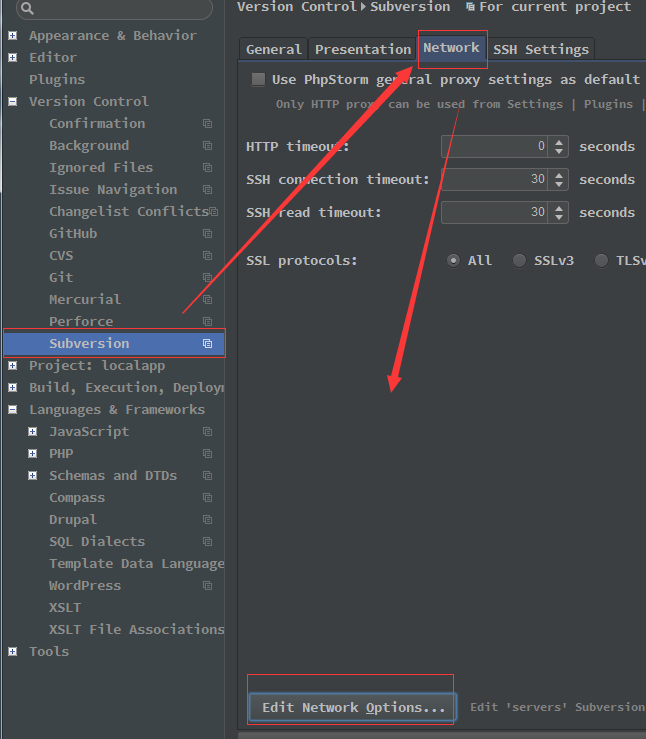 Version Control › Subversion For current project
Appearance & Behavior
Editor
Plugins
Version Control
Confirmation
Background
Ignored Files
Issue Navigation
Changelist Conflicts
GitHub
CVS
Git
Mercurial
Perforce
Subversion
Project: localapp
Build, Execution, Deploym
Languages & Frameworks
JavaScript
PHP
Schemas and DTDs
Compass
Drupal
SQL Dialects
Template Data Language
WordPress
XSLT
XSLT File Associations
Tools
General Presentation Network SSH Settings
Use PhpStorm general proxy settings as default
Only HTTP proxy can be used from Settings | Plugins |
HTTP timeout: 0 seconds
SSH connection timeout: 30 seconds
SSH read timeout: 30 seconds
SSL protocols: All SSLv3 TLSv
Edit Network Options... Edit 'servers' Subversion